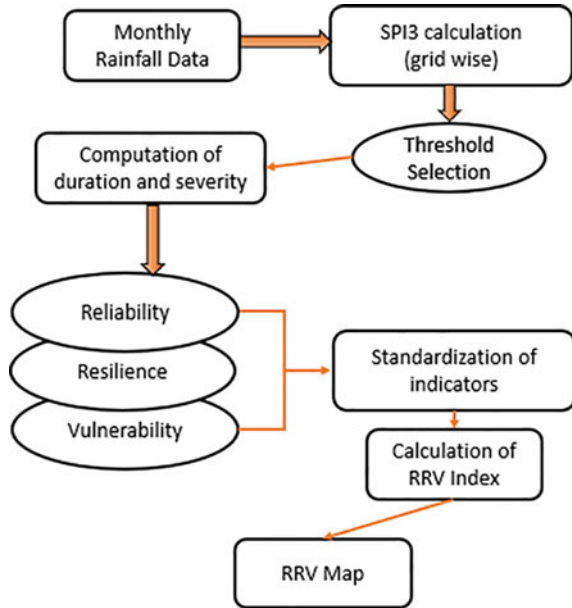 Monthly
Rainfall Data
SPI3 calculation
(grid wise)
Threshold
Selection
Computation of
duration and severity
Reliability
Resilience
Vulnerability
Standardization of
indicators
Calculation of
RRV Index
RRV Map